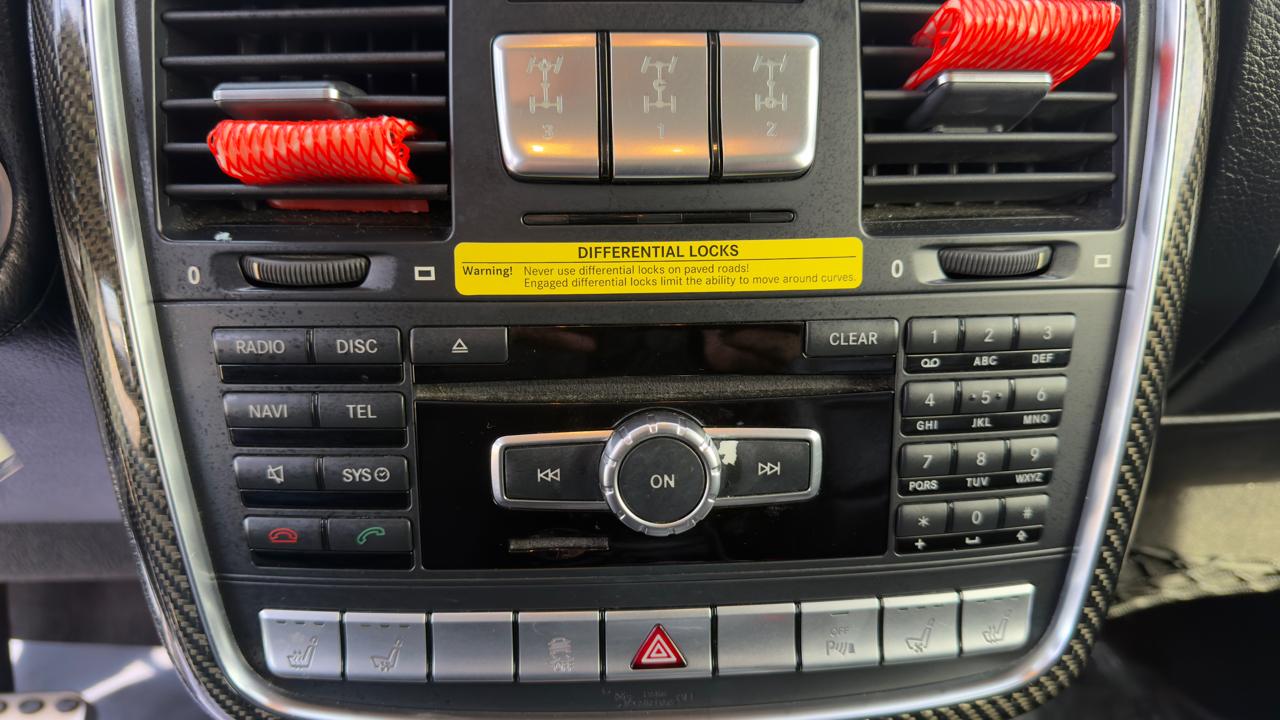 3 1 2
DIFFERENTIAL LOCKS
Warning! Never use differential locks on paved roads!
Engaged differential locks limit the ability to move around curves.
0 0
RADIO DISC CLEAR 1 2 3
ABC DEF
NAVI TEL 4 5 6
GHI JKL MNO
SYS 7 8 9
PQRS TUV WXYZ
ON
* 0 #
+
OFF
OFF